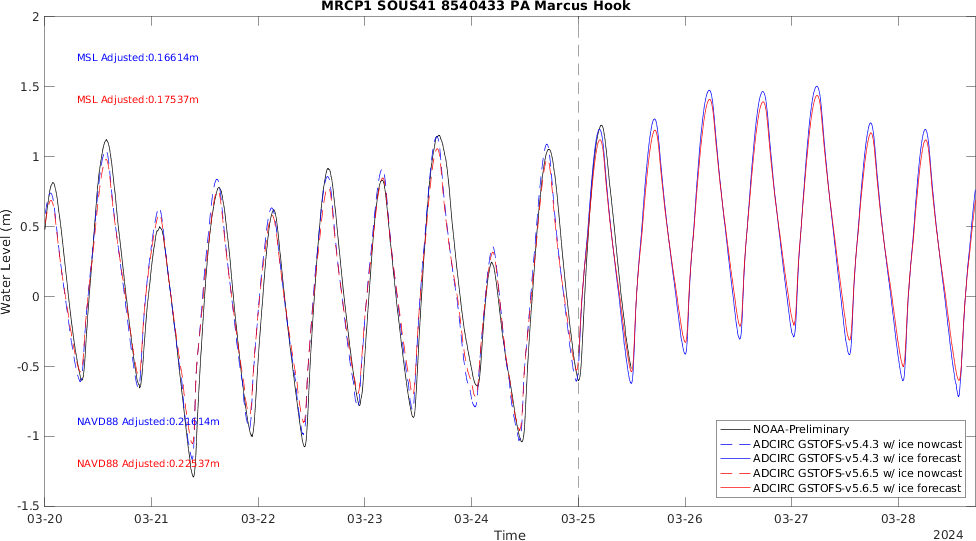 MRCP1 SOUS41 8540433 PA Marcus Hook
2
1.5
1
0.5
0
-0.5
-1
-1.5
Water Level (m)
MSL Adjusted:0.16614m
MSL Adjusted:0.17537m
NAVD88 Adjusted:0.21614m
NAVD88 Adjusted:0.22537m
NOAA-Preliminary
ADCIRC GSTOFS-v5.4.3 w/ ice nowcast
ADCIRC GSTOFS-v5.4.3 w/ ice forecast
ADCIRC GSTOFS-v5.6.5 w/ ice nowcast
ADCIRC GSTOFS-v5.6.5 w/ ice forecast
03-20 03-21 03-22 03-23 03-24 03-25 03-26 03-27 03-28
Time
2024